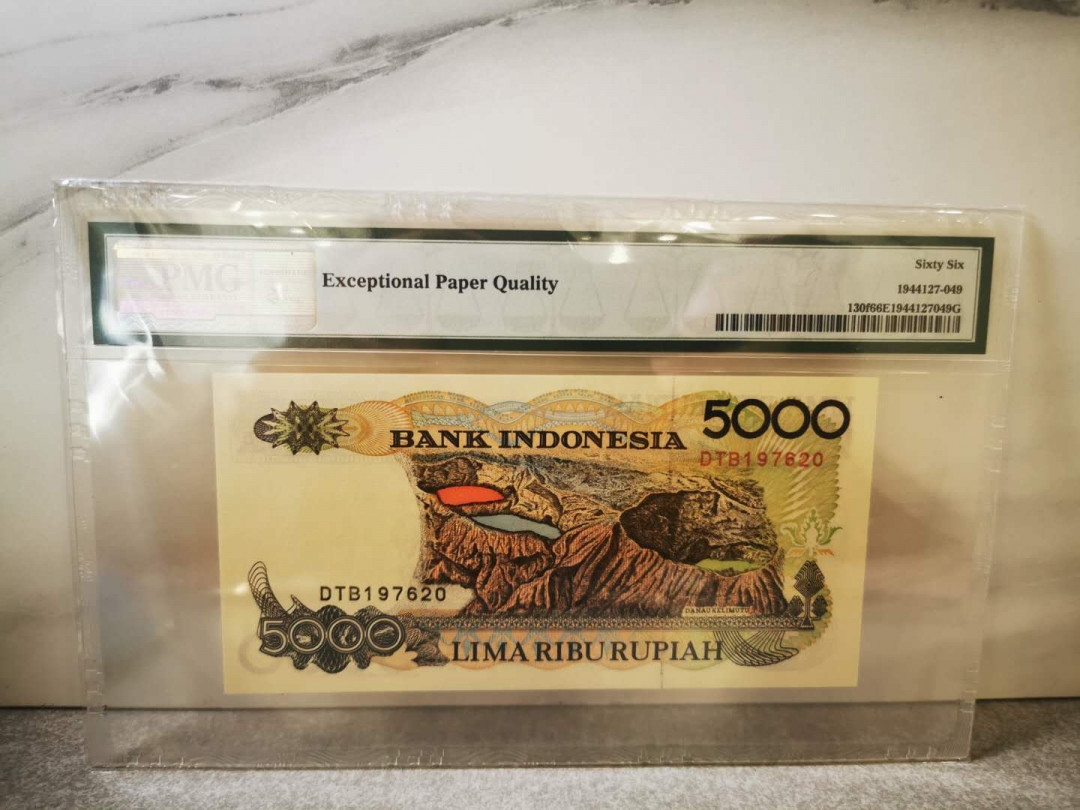 PMG
Exceptional Paper Quality
Sixty Six
1944127-049
130f66E1944127049G
BANK INDONESIA
5000
DTB197620
DANAU KELIMUTU
DTB197620
5000
LIMA RIBU RUPIAH